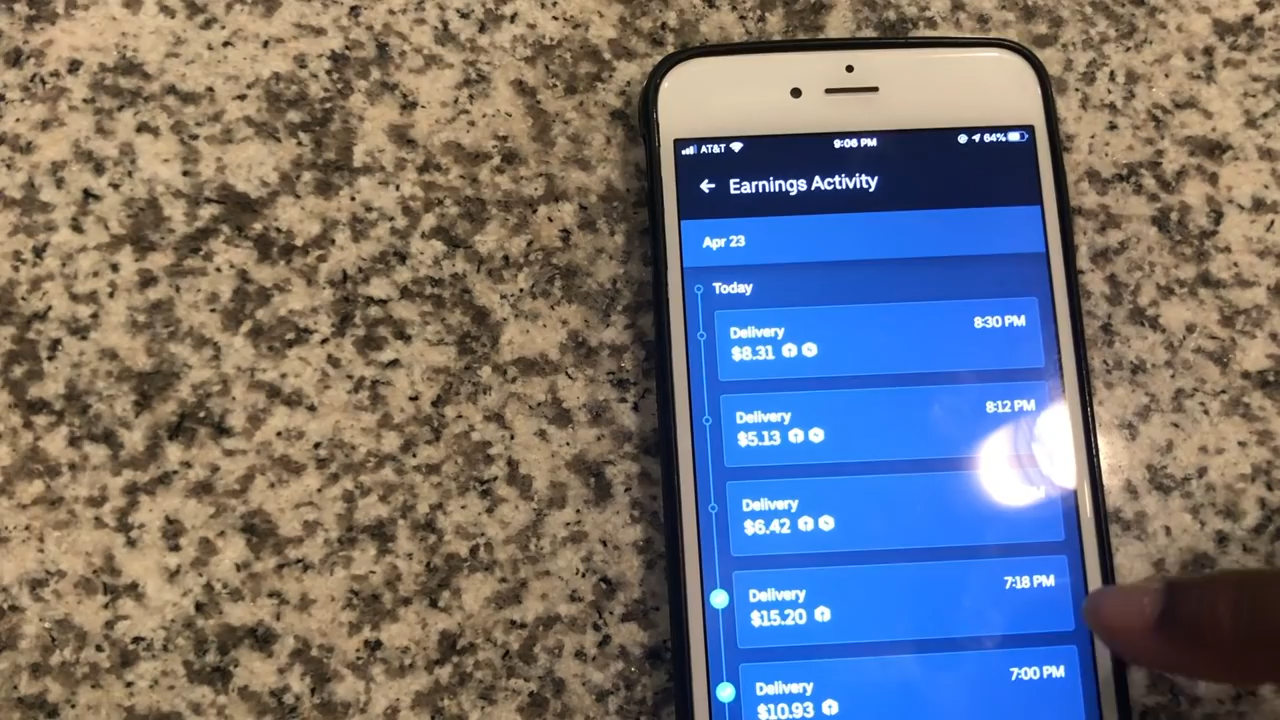 AT&T 9:06 PM 64%
Earnings Activity
Apr 23
Today
Delivery 8:30 PM
$8.31
Delivery 8:12 PM
$5.13
Delivery
$6.42
Delivery 7:18 PM
$15.20
Delivery 7:00 PM
$10.93